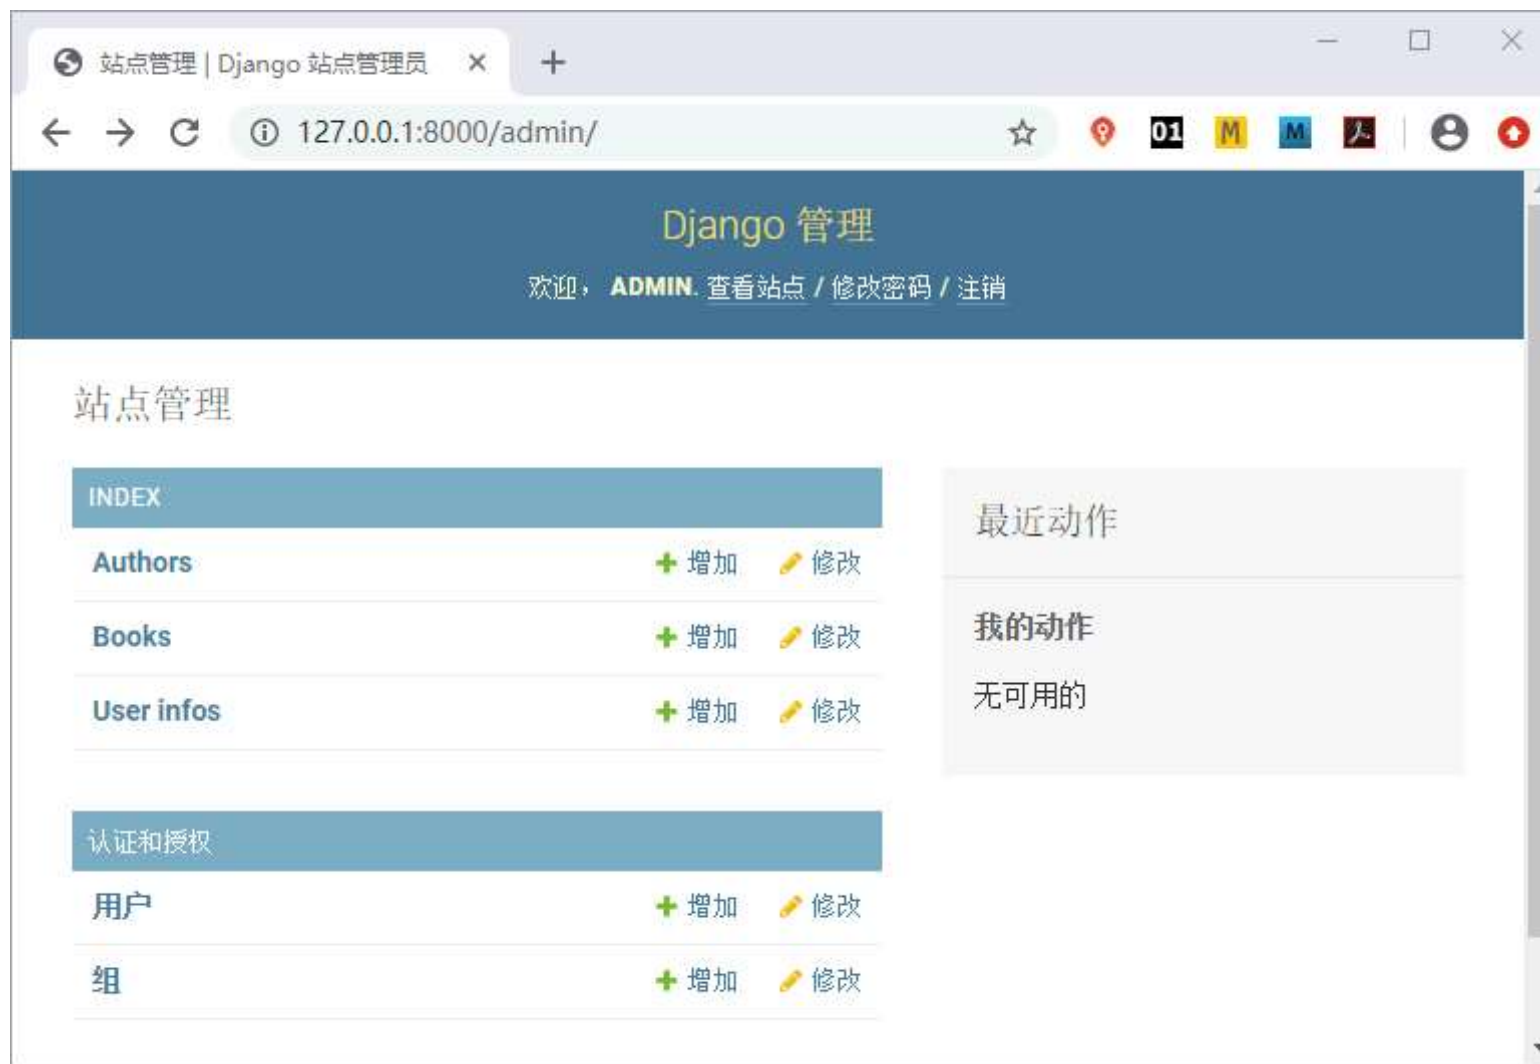 站点管理 | Django 站点管理员
127.0.0.1:8000/admin/
01 M M
Django 管理
欢迎， ADMIN. 查看站点 / 修改密码 / 注销
站点管理
INDEX
Authors 增加 修改
Books 增加 修改
User infos 增加 修改
最近动作
我的动作
无可用的
认证和授权
用户 增加 修改
组 增加 修改